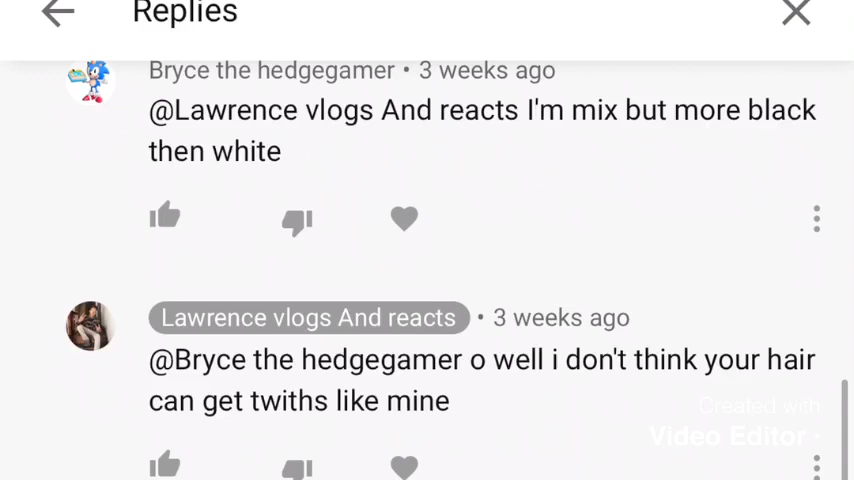 Replies
Bryce the hedgegamer • 3 weeks ago
@Lawrence vlogs And reacts I'm mix but more black
then white
Lawrence vlogs And reacts • 3 weeks ago
@Bryce the hedgegamer o well i don't think your hair
can get twiths like mine
Created with
Video Editor